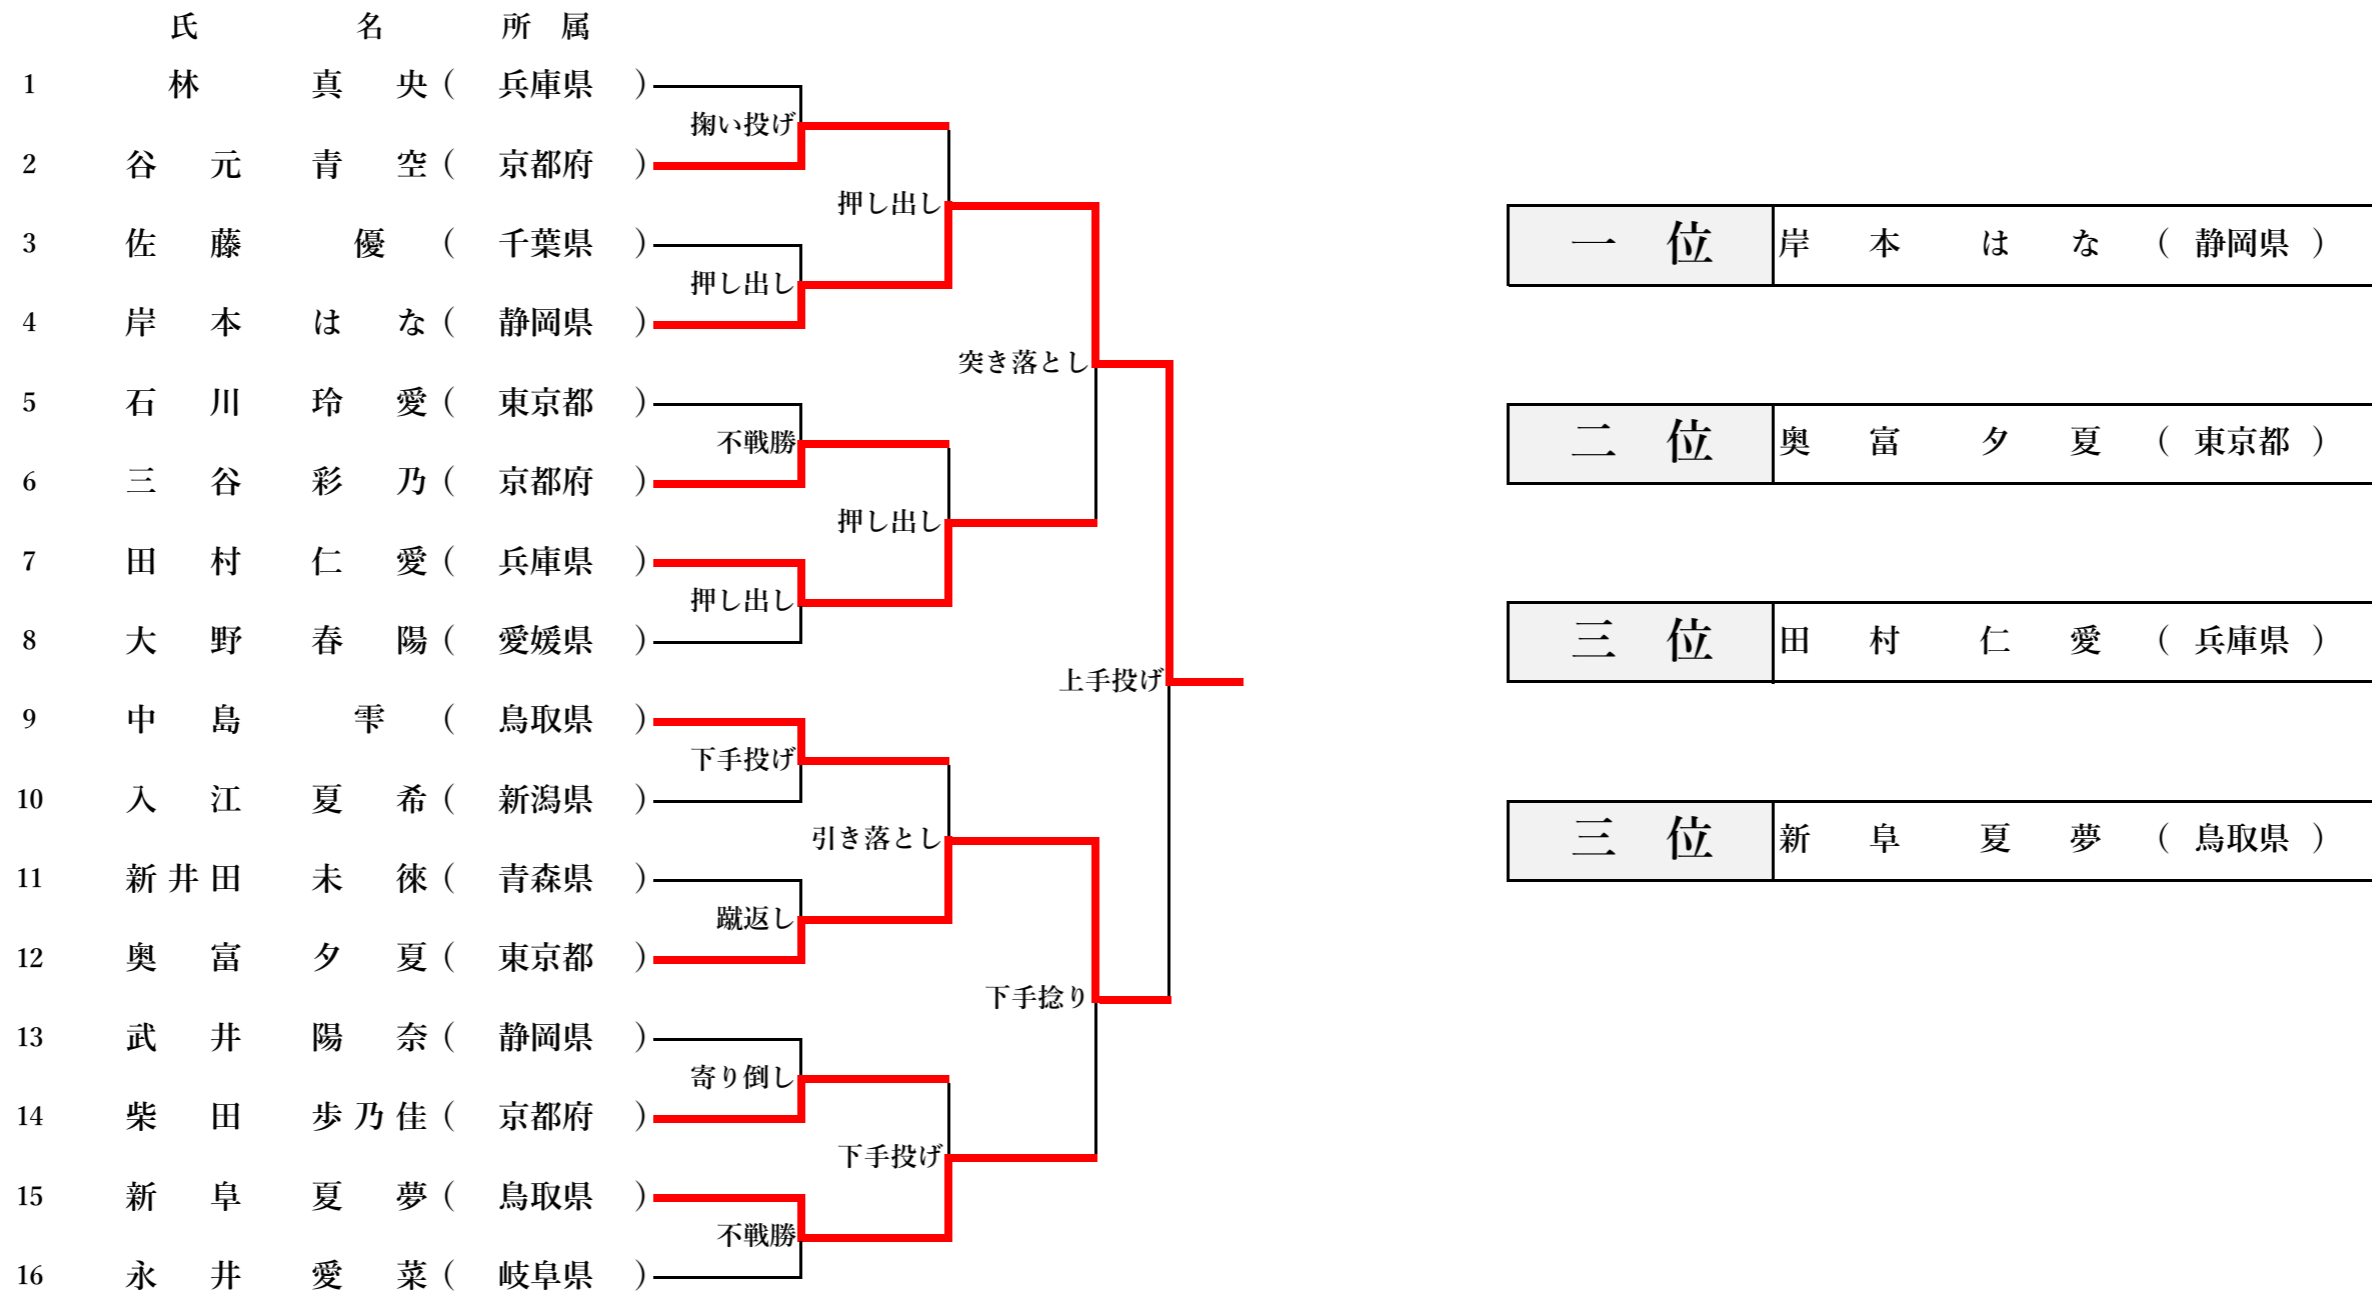 氏 名 所 属
1 林 真 央 ( 兵庫県 )
掬い投げ
2 谷 元 青 空 ( 京都府 )
押し出し
3 佐 藤 優 ( 千葉県 )
押し出し
4 岸 本 は な ( 静岡県 )
突き落とし
5 石 川 玲 愛 ( 東京都 )
不戦勝
6 三 谷 彩 乃 ( 京都府 )
押し出し
7 田 村 仁 愛 ( 兵庫県 )
押し出し
8 大 野 春 陽 ( 愛媛県 )
上手投げ
9 中 島 雫 ( 鳥取県 )
下手投げ
10 入 江 夏 希 ( 新潟県 )
引き落とし
11 新 井 田 未 徠 ( 青森県 )
蹴返し
12 奥 富 夕 夏 ( 東京都 )
下手捻り
13 武 井 陽 奈 ( 静岡県 )
寄り倒し
14 柴 田 歩 乃 佳 ( 京都府 )
下手投げ
15 新 阜 夏 夢 ( 鳥取県 )
不戦勝
16 永 井 愛 菜 ( 岐阜県 )
一 位 岸 本 は な ( 静岡県 )
二 位 奥 富 夕 夏 ( 東京都 )
三 位 田 村 仁 愛 ( 兵庫県 )
三 位 新 阜 夏 夢 ( 鳥取県 )